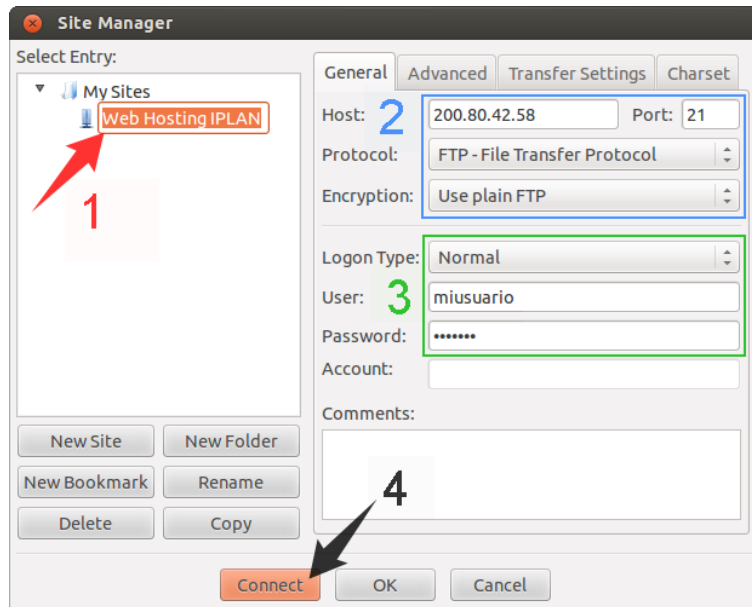 Site Manager
Select Entry:
My Sites
Web Hosting IPLAN
1
New Site
New Folder
New Bookmark
Rename
Delete
Copy
General
Advanced
Transfer Settings
Charset
Host:
2
200.80.42.58
Port:
21
Protocol:
FTP - File Transfer Protocol
Encryption:
Use plain FTP
Logon Type:
Normal
User:
3
miusuario
Password:
•••••••
Account:
Comments:
4
Connect
OK
Cancel